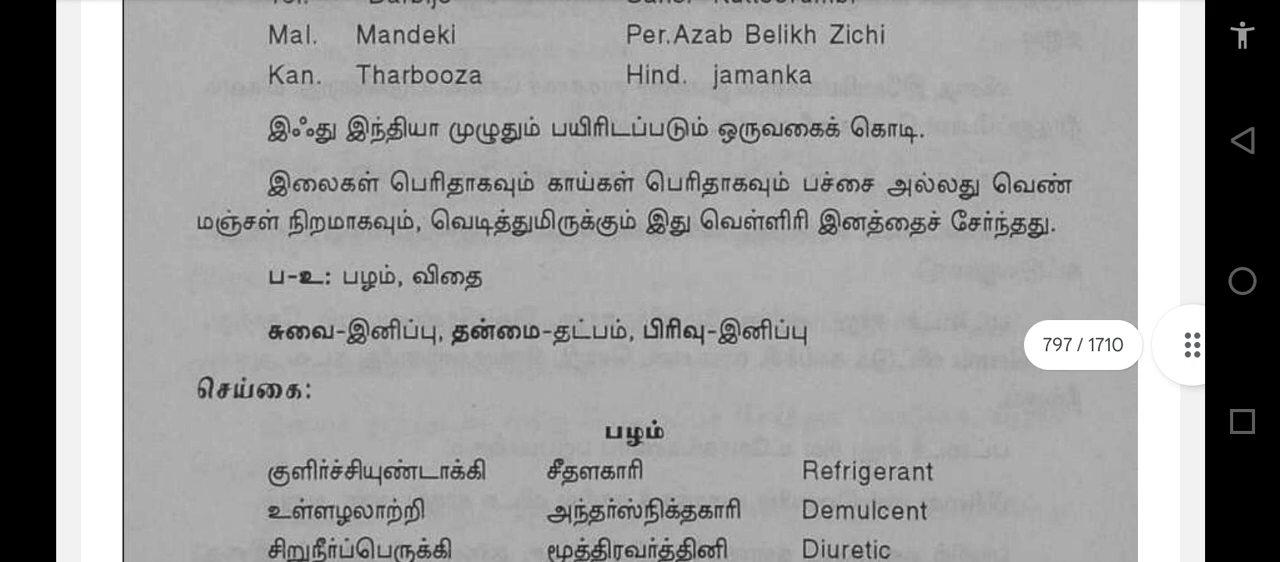 Mal. Mandeki Per.Azab Belikh Zichi
Kan. Tharbooza Hind. jamanka
இஃது இந்தியா முழுதும் பயிரிடப்படும் ஒருவகைக் கொடி.
இலைகள் பெரிதாகவும் காய்கள் பெரிதாகவும் பச்சை அல்லது வெண்
மஞ்சள் நிறமாகவும், வெடித்துமிருக்கும் இது வெள்ளிரி இனத்தைச் சேர்ந்தது.
ப-உ: பழம், விதை
சுவை-இனிப்பு, தன்மை-தட்பம், பிரிவு-இனிப்பு
797 / 1710
செய்கை:
பழம்
குளிர்ச்சியுண்டாக்கி சீதளகாரி Refrigerant
உள்ளழலாற்றி அந்தர்ஸ்நிக்தகாரி Demulcent
சிறுநீர்ப்பெருக்கி மூத்திரவர்த்தினி Diuretic